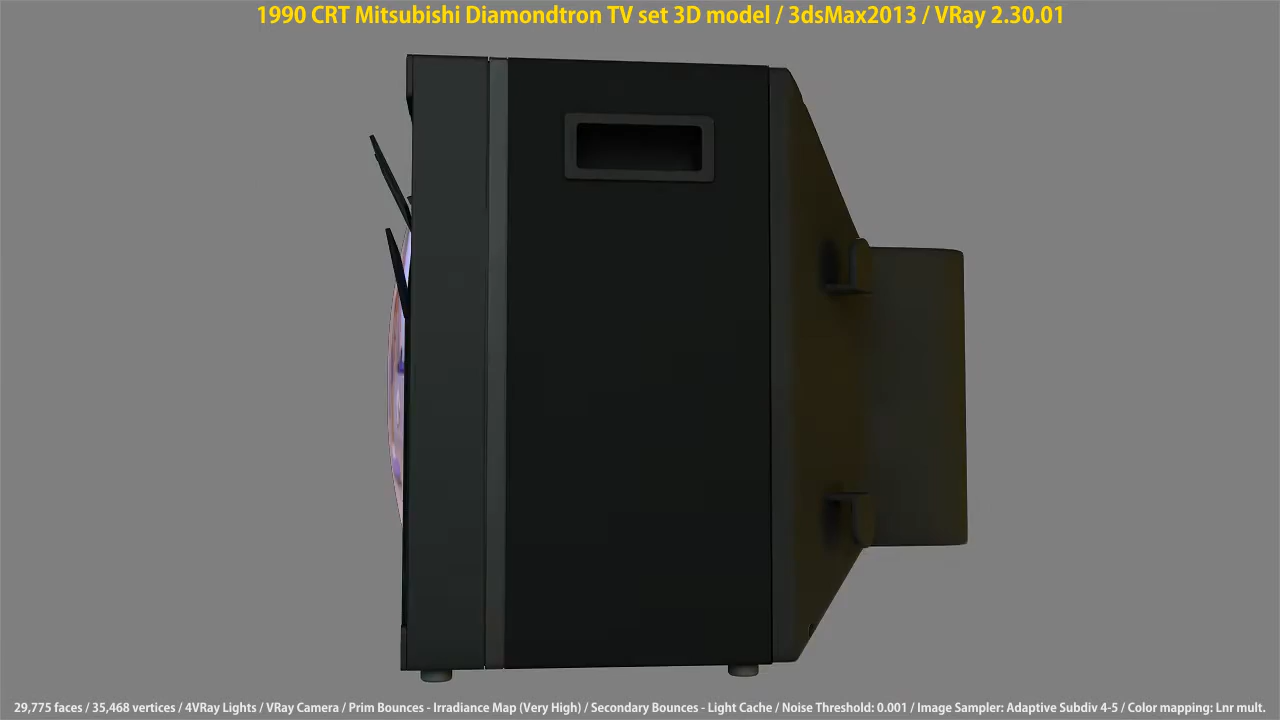 1990 CRT Mitsubishi Diamondtron TV set 3D model / 3dsMax2013 / VRay 2.30.01
29,775 faces / 35,468 vertices / 4VRay Lights / VRay Camera / Prim Bounces - Irradiance Map (Very High) / Secondary Bounces - Light Cache / Noise Threshold: 0.001 / Image Sampler: Adaptive Subdiv 4-5 / Color mapping: Lnr mult.